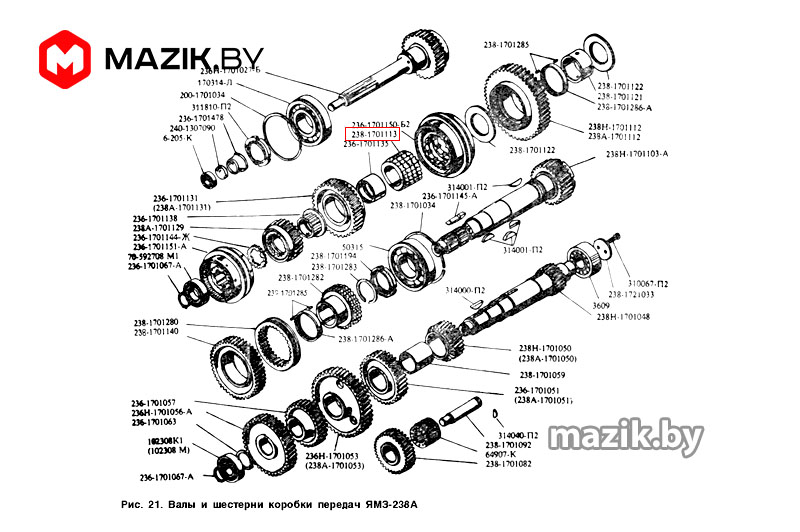 MAZIK.BY
236Н-1701027-Б
170314-Л
200-1701034
311810-П2
236-1701478
240-1307090
6-205-К
238-1701285
238-1701122
238-1701121
238-1701286-А
236-1701150-Б2
238-1701113
236-1701135
238Н-1701112
238А-1701112
238-1701122
238Н-1701103-А
314001-П2
236-1701145-А
238-1701034
236-1701131
(238А-1701131)
236-1701138
238А-1701129
236-1701144-Ж
236-1701151-А
70-592708 М1
236-1701067-А
50315
238-1701194
238-1701283
238-1701282
238-1701285
314001-П2
310067-П2
238-1721033
3609
238Н-1701048
314000-П2
238-1701280
238-1701140
238-1701286-А
238Н-1701050
(238А-1701050)
238-1701059
236-1701051
(238А-1701051)
236-1701057
236Н-1701056-А
236-1701063
102308К1
(102308 М)
236-1701067-А
236Н-1701053
(238А-1701053)
314040-П2
238-1701092
64907-К
238-1701082
mazik.by
Рис. 21. Валы и шестерни коробки передач ЯМЗ-238А